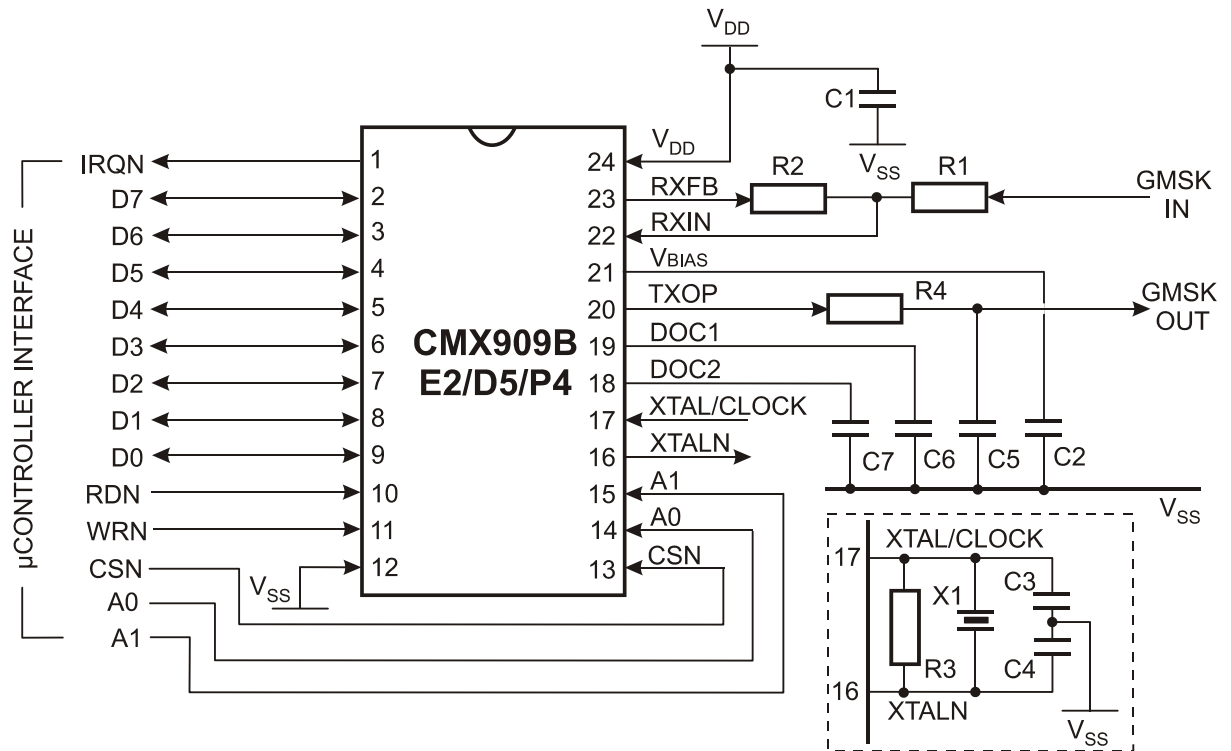 µCONTROLLER INTERFACE
IRQN
D7
D6
D5
D4
D3
D2
D1
D0
RDN
WRN
CSN
A0
A1
1
2
3
4
5
6
7
8
9
10
11
12
VSS
CMX909B
E2/D5/P4
24
23
22
21
20
19
18
17
16
15
14
13
VDD
RXFB
RXIN
VBIAS
TXOP
DOC1
DOC2
XTAL/CLOCK
XTALN
A1
A0
CSN
VDD
C1
VSS
R2
R1
GMSK
IN
R4
GMSK
OUT
C7
C6
C5
C2
VSS
17
XTAL/CLOCK
X1
C3
R3
C4
16
XTALN
VSS